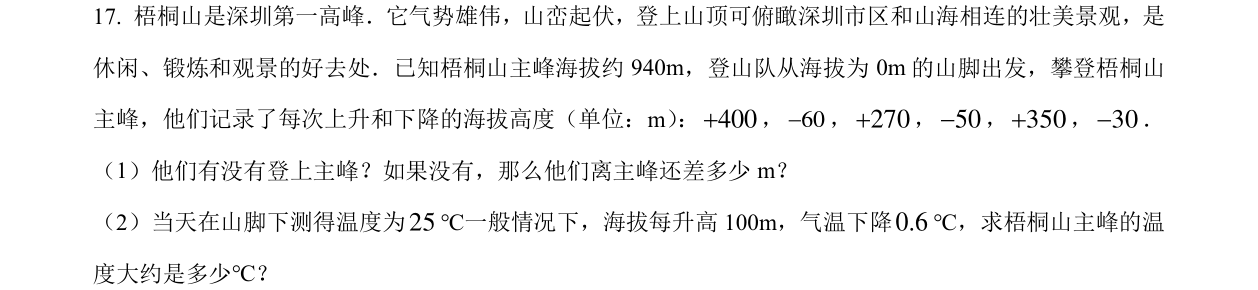 17. 梧桐山是深圳第一高峰．它气势雄伟，山峦起伏，登上山顶可俯瞰深圳市区和山海相连的壮美景观，是
休闲、锻炼和观景的好去处．已知梧桐山主峰海拔约 940m，登山队从海拔为 0m 的山脚出发，攀登梧桐山
主峰，他们记录了每次上升和下降的海拔高度（单位：m）：+400，−60，+270，−50，+350，−30．
（1）他们有没有登上主峰？如果没有，那么他们离主峰还差多少 m？
（2）当天在山脚下测得温度为25 ℃一般情况下，海拔每升高 100m，气温下降0.6 ℃，求梧桐山主峰的温
度大约是多少℃？